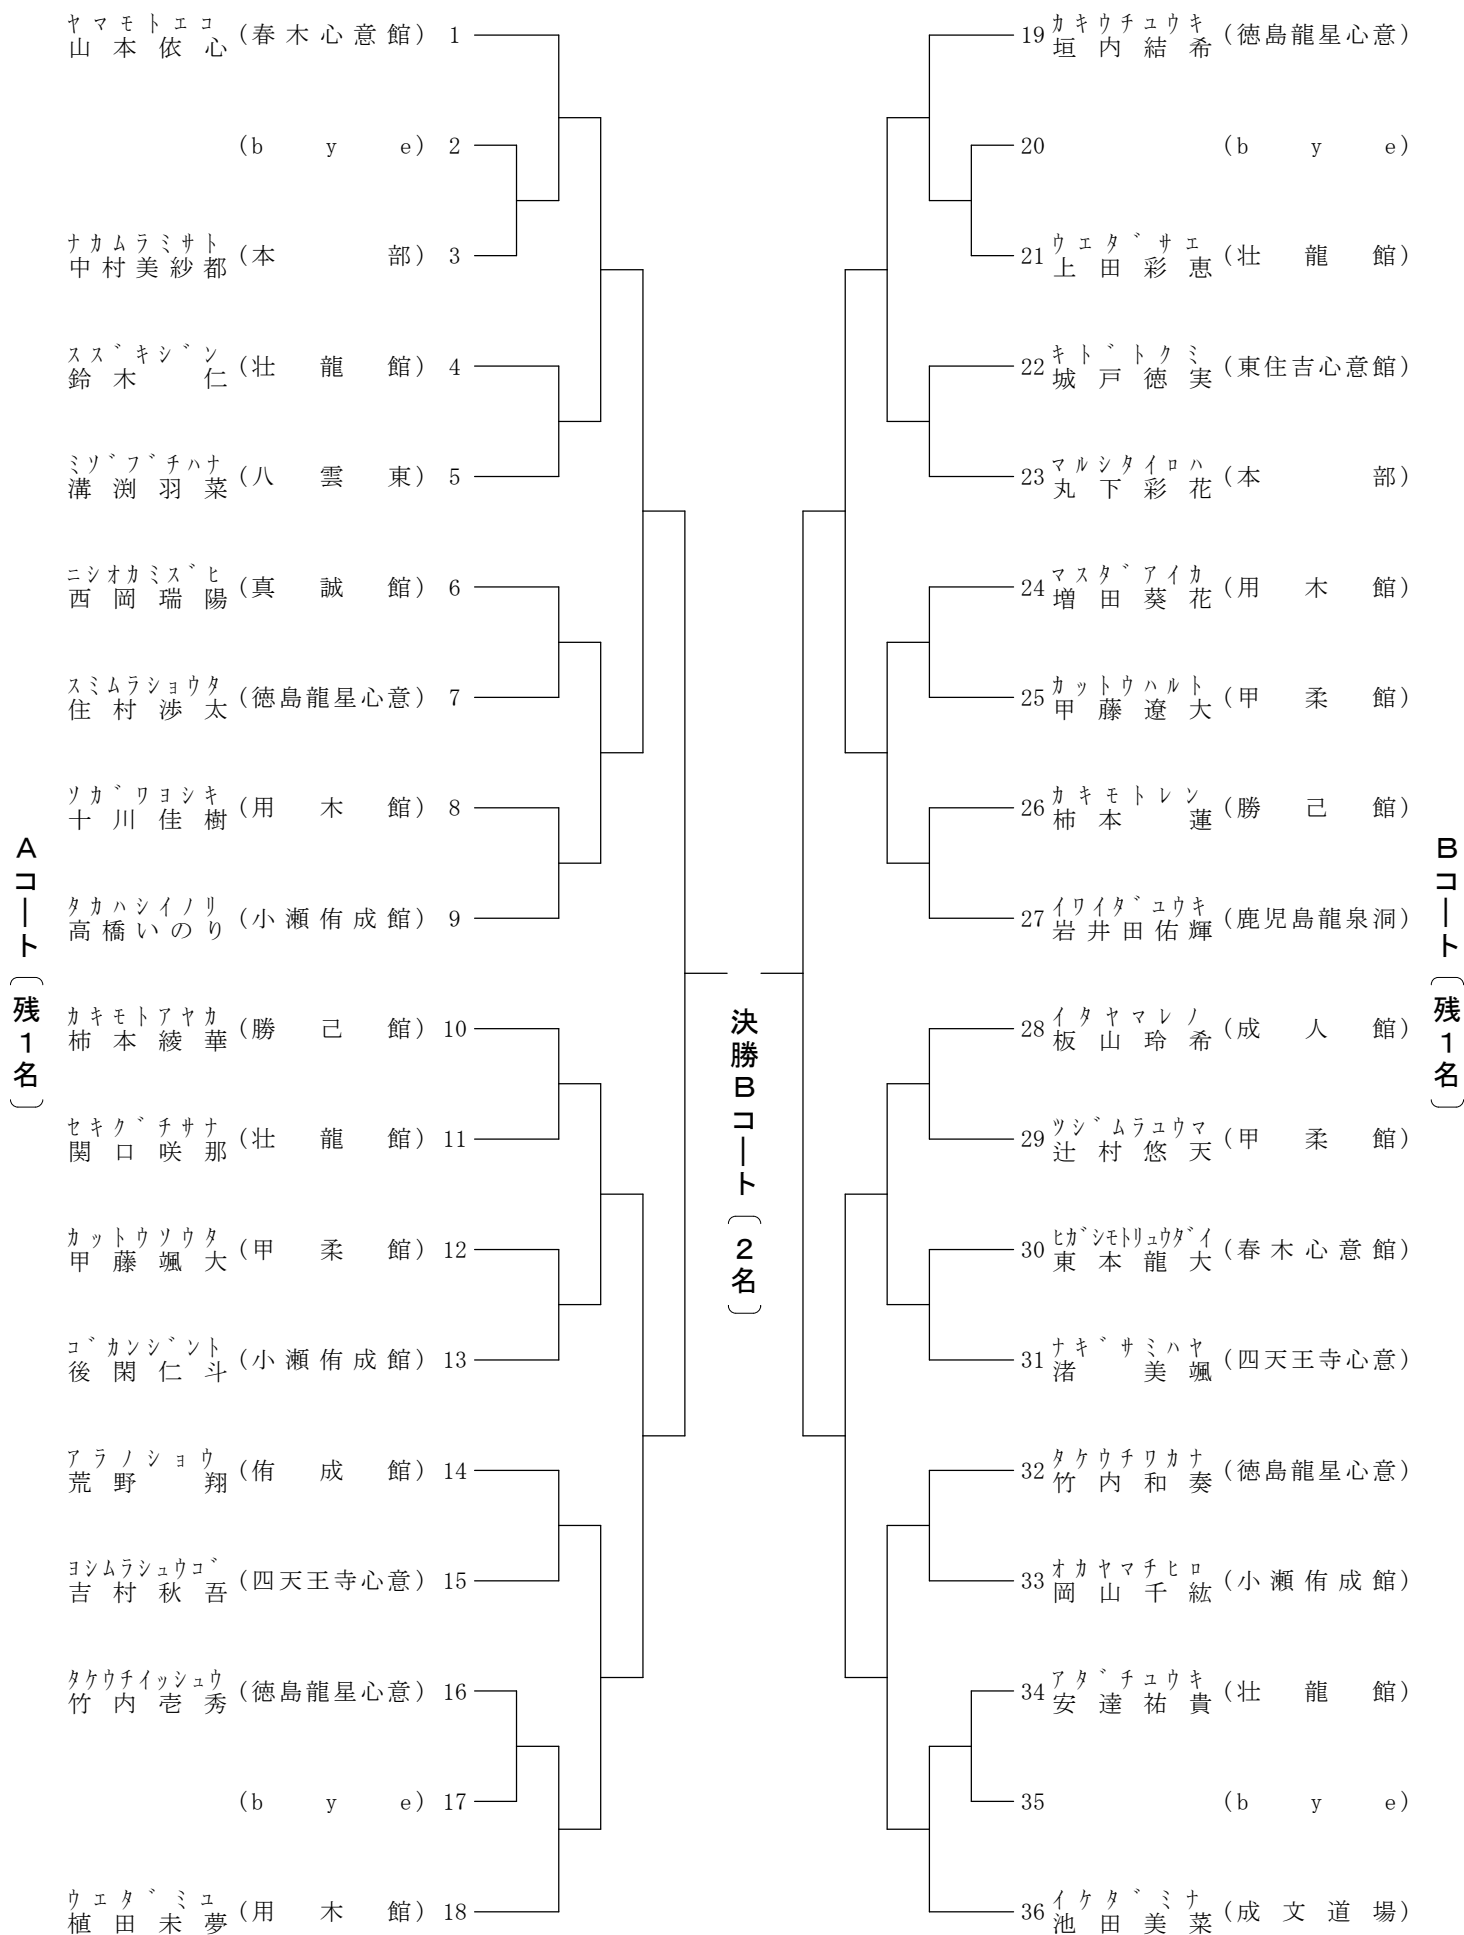 Aコート〔残1名〕
ヤマモトエコ
山本依心 (春木心意館) 1
(bye) 2
ナカムラミサト
中村美紗都 (本部) 3
スズキジン
鈴木仁 (壮龍館) 4
ミゾブチハナ
溝渕羽菜 (八雲東) 5
ニシオカミズヒ
西岡瑞陽 (真誠館) 6
スミムラショウタ
住村渉太 (徳島龍星心意) 7
ソガワヨシキ
十川佳樹 (用木館) 8
タカハシイノリ
高橋いのり (小瀬侑成館) 9
カキモトアヤカ
柿本綾華 (勝己館) 10
セキグチサナ
関口咲那 (壮龍館) 11
カットウソウタ
甲藤颯大 (甲柔館) 12
ゴカンジント
後閑仁斗 (小瀬侑成館) 13
アラノショウ
荒野翔 (侑成館) 14
ヨシムラシュウゴ
吉村秋吾 (四天王寺心意) 15
タケウチイッシュウ
竹内壱秀 (徳島龍星心意) 16
(bye) 17
ウエダミユ
植田未夢 (用木館) 18
決勝Bコート〔2名〕
カキウチユウキ
19 垣内結希 (徳島龍星心意)
20 (bye)
ウエダサエ
21 上田彩恵 (壮龍館)
キドトクミ
22 城戸徳実 (東住吉心意館)
マルシタイロハ
23 丸下彩花 (本部)
マスダアイカ
24 増田葵花 (用木館)
カットウハルト
25 甲藤遼大 (甲柔館)
カキモトレン
26 柿本蓮 (勝己館)
イワイダユウキ
27 岩井田佑輝 (鹿児島龍泉洞)
イタヤマレノ
28 板山玲希 (成人館)
ツジムラユウマ
29 辻村悠天 (甲柔館)
ヒガシモトリュウダイ
30 東本龍大 (春木心意館)
ナギサミハヤ
31 渚美颯 (四天王寺心意)
タケウチワカナ
32 竹内和奏 (徳島龍星心意)
オカヤマチヒロ
33 岡山千紘 (小瀬侑成館)
アダチユウキ
34 安達祐貴 (壮龍館)
35 (bye)
イケダミナ
36 池田美菜 (成文道場)
Bコート〔残1名〕